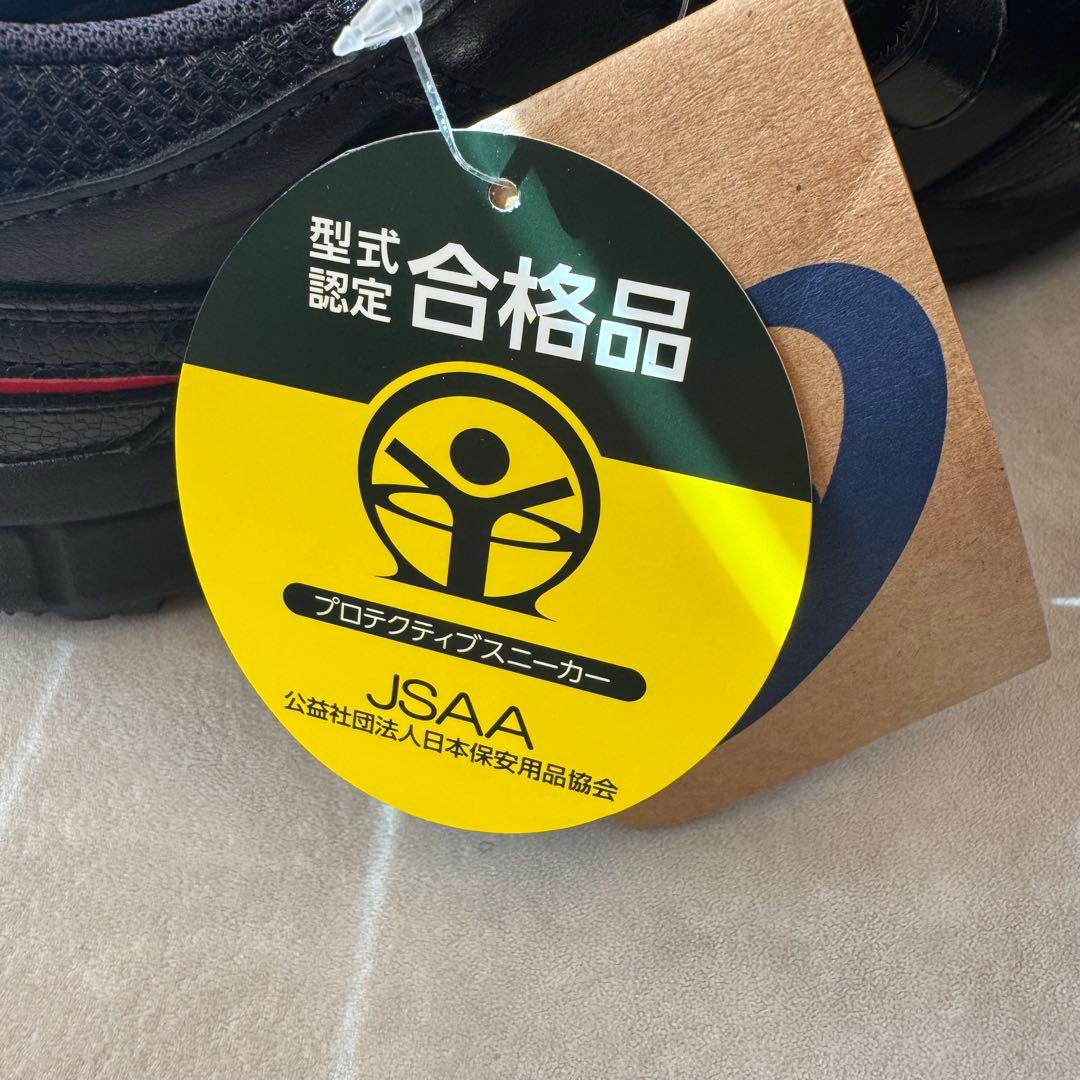 型式
認定
合格品
プロテクティブスニーカー
JSAA
公益社団法人日本保安用品協会